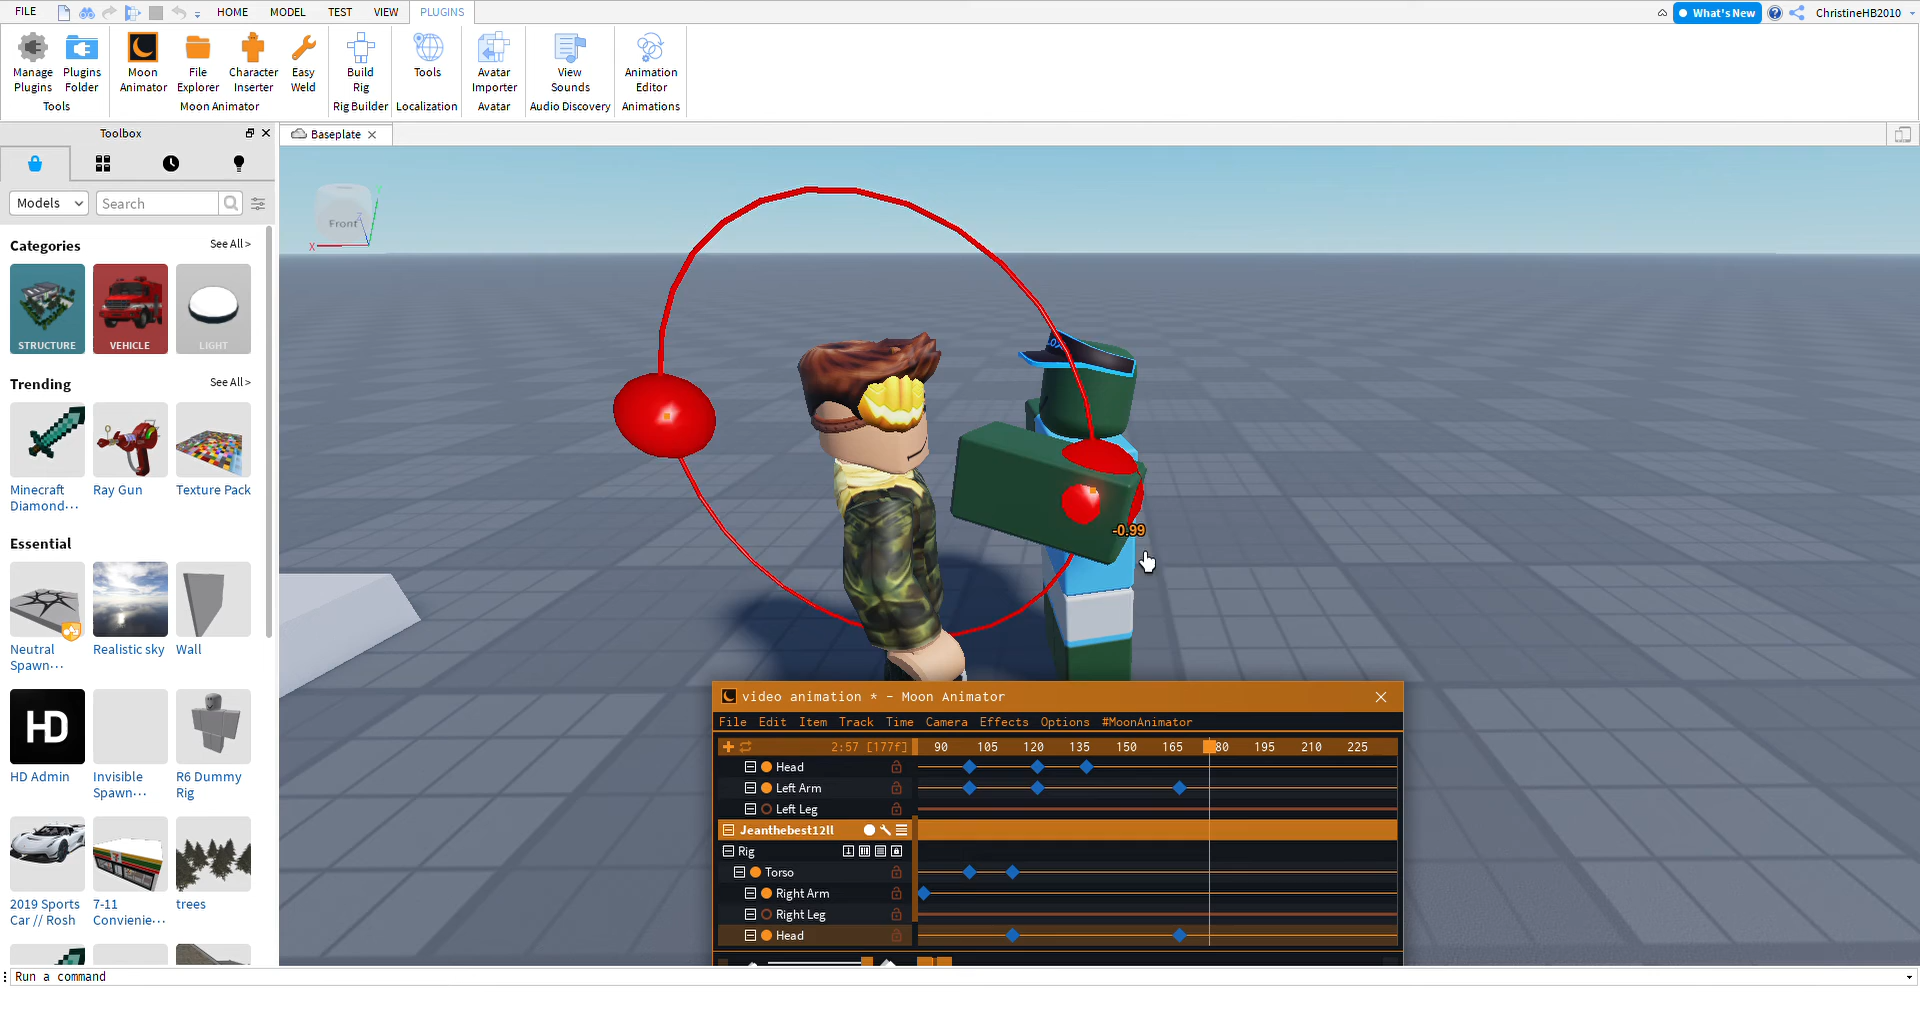 FILE HOME MODEL TEST VIEW PLUGINS What's New ChristineHB2010
Manage Plugins Plugins Folder Moon Animator File Explorer Character Inserter Easy Weld Build Rig Tools Avatar Importer View Sounds Animation Editor
Tools Moon Animator Rig Builder Localization Avatar Audio Discovery Animations
Toolbox
Baseplate
Models Search
Front
X
Y
Z
Categories See All >
STRUCTURE VEHICLE LIGHT
Trending See All >
Minecraft Diamond··· Ray Gun Texture Pack
Essential
Neutral Spawn··· Realistic sky Wall
HD
HD Admin Invisible Spawn··· R6 Dummy Rig
2019 Sports Car // Rosh 7-11 Convienie··· trees
-0.99
video animation * - Moon Animator
File Edit Item Track Time Camera Effects Options #MoonAnimator
2:57 [177f] 90 105 120 135 150 165 80 195 210 225
Head
Left Arm
Left Leg
Jeanthebest12ll
Rig
Torso
Right Arm
Right Leg
Head
Run a command